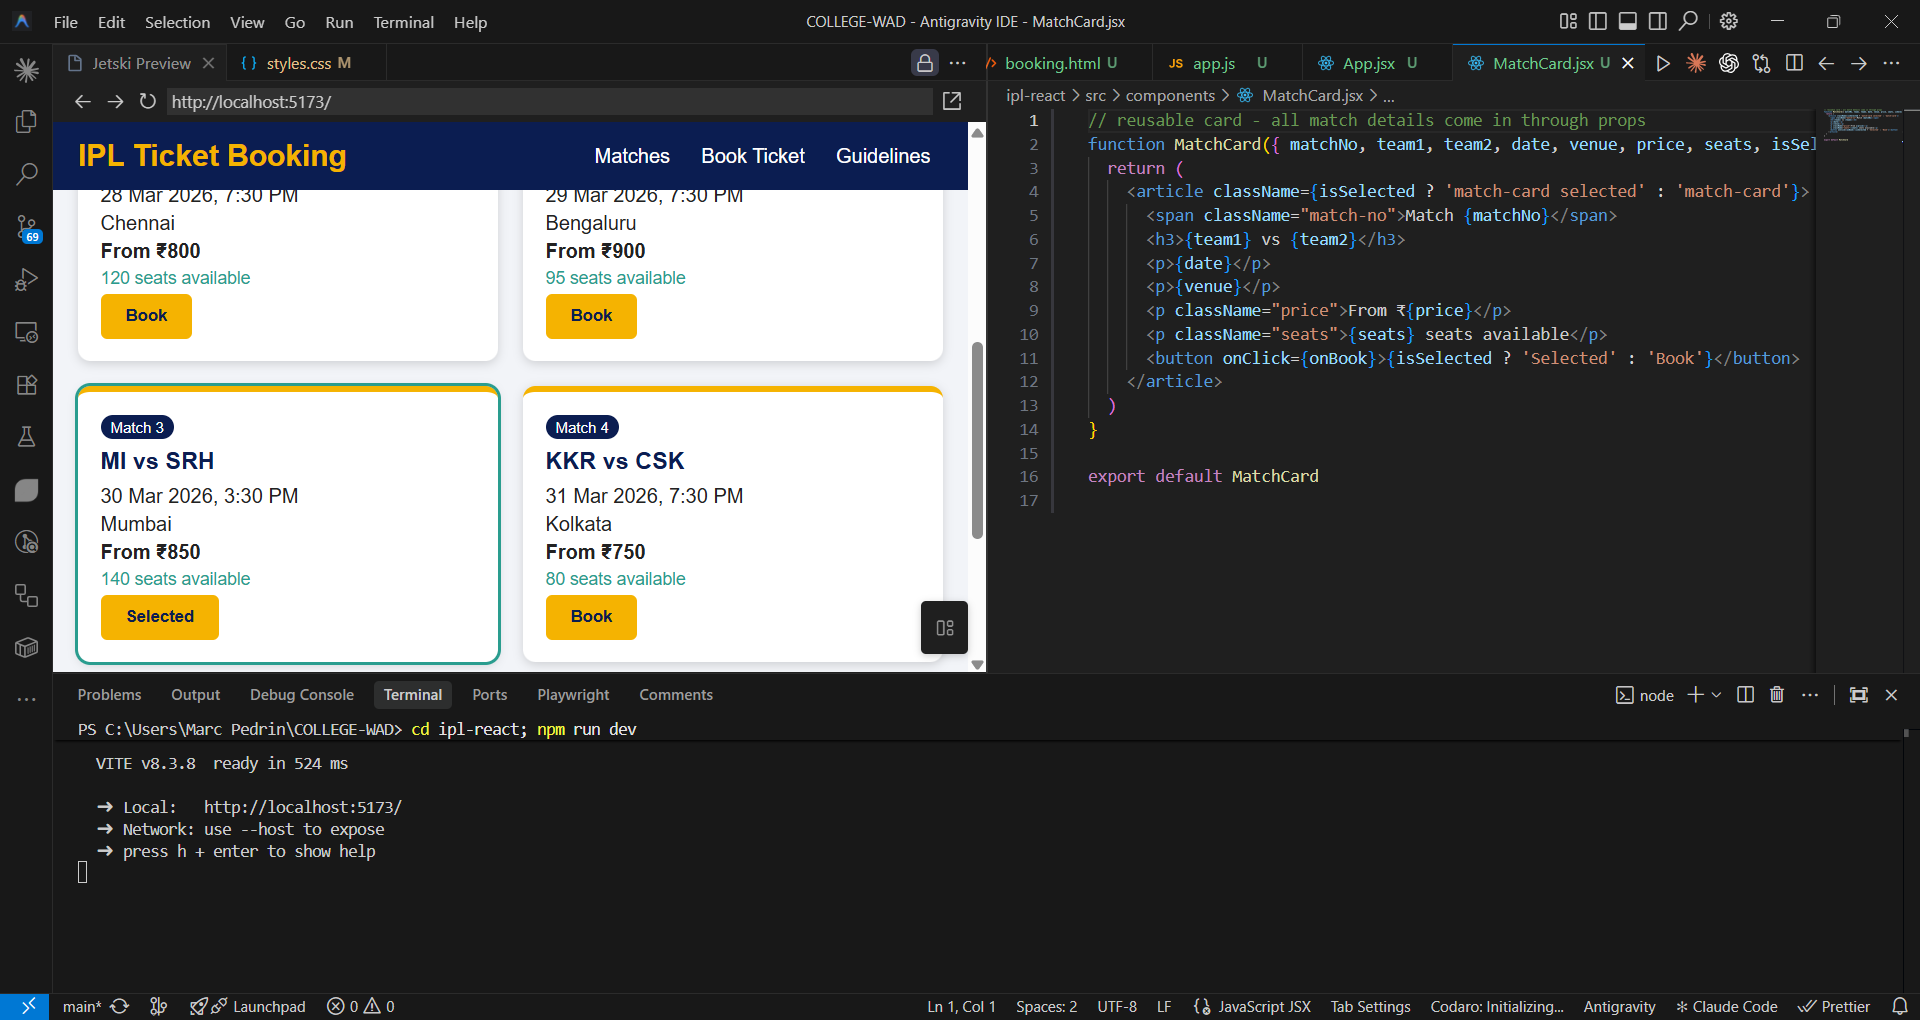 File Edit Selection View Go Run Terminal Help
COLLEGE-WAD - Antigravity IDE - MatchCard.jsx
Jetski Preview
{ } styles.css M
http://localhost:5173/
IPL Ticket Booking
Matches Book Ticket Guidelines
28 Mar 2026, 7:30 PM
Chennai
From ₹800
120 seats available
Book
29 Mar 2026, 7:30 PM
Bengaluru
From ₹900
95 seats available
Book
Match 3
MI vs SRH
30 Mar 2026, 3:30 PM
Mumbai
From ₹850
140 seats available
Selected
Match 4
KKR vs CSK
31 Mar 2026, 7:30 PM
Kolkata
From ₹750
80 seats available
Book
booking.html U
JS app.js U
App.jsx U
MatchCard.jsx U
ipl-react > src > components > MatchCard.jsx > ...
1 // reusable card - all match details come in through props
2 function MatchCard({ matchNo, team1, team2, date, venue, price, seats, isSel
3 return (
4 <article className={isSelected ? 'match-card selected' : 'match-card'}>
5 <span className="match-no">Match {matchNo}</span>
6 <h3>{team1} vs {team2}</h3>
7 <p>{date}</p>
8 <p>{venue}</p>
9 <p className="price">From ₹{price}</p>
10 <p className="seats">{seats} seats available</p>
11 <button onClick={onBook}>{isSelected ? 'Selected' : 'Book'}</button>
12 </article>
13 )
14 }
15
16 export default MatchCard
17
69
Problems Output Debug Console Terminal Ports Playwright Comments
node
PS C:\Users\Marc Pedrin\COLLEGE-WAD> cd ipl-react; npm run dev
VITE v8.3.8 ready in 524 ms
➜ Local: http://localhost:5173/
➜ Network: use --host to expose
➜ press h + enter to show help
main* Launchpad 0 0
Ln 1, Col 1 Spaces: 2 UTF-8 LF JavaScript JSX Tab Settings Codaro: Initializing... Antigravity Claude Code Prettier